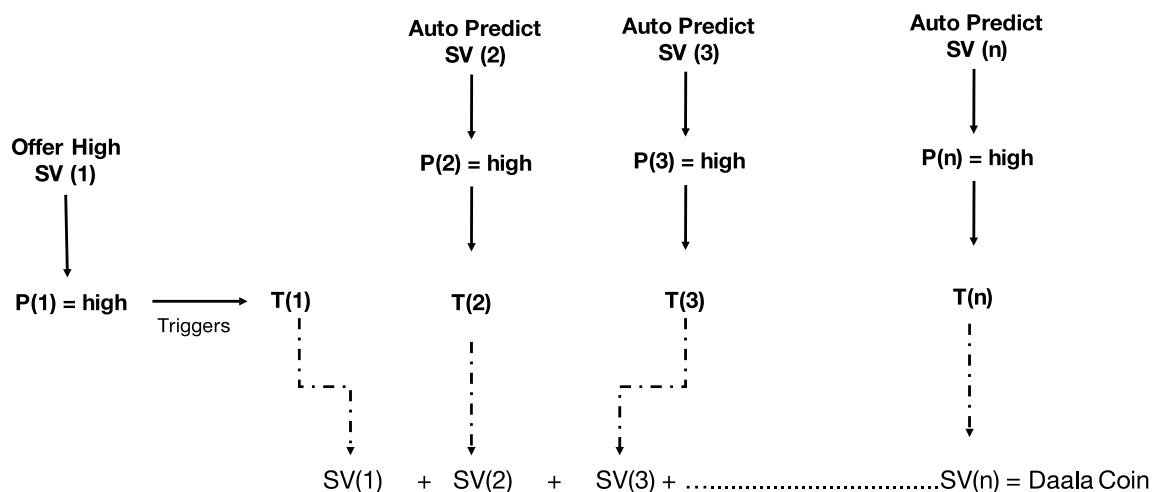 Auto Predict
SV (2)
Auto Predict
SV (3)
Auto Predict
SV (n)
Offer High
SV (1)
P(2) = high
P(3) = high
P(n) = high
P(1) = high
Triggers
T(1)
T(2)
T(3)
T(n)
SV(1) + SV(2) + SV(3) + ...................................SV(n) = Daala Coin